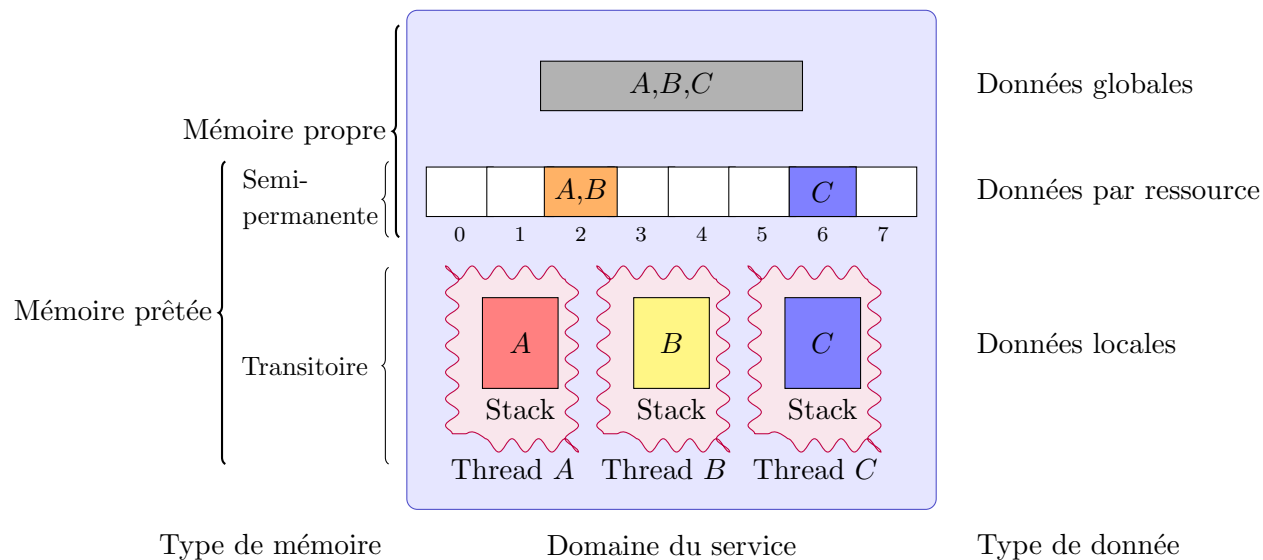 A,B,C
Données globales
Mémoire propre
Semi-
permanente
A,B
C
Données par ressource
0 1 2 3 4 5 6 7
Mémoire prêtée
Transitoire
A
B
C
Données locales
Stack
Stack
Stack
Thread A
Thread B
Thread C
Type de mémoire
Domaine du service
Type de donnée